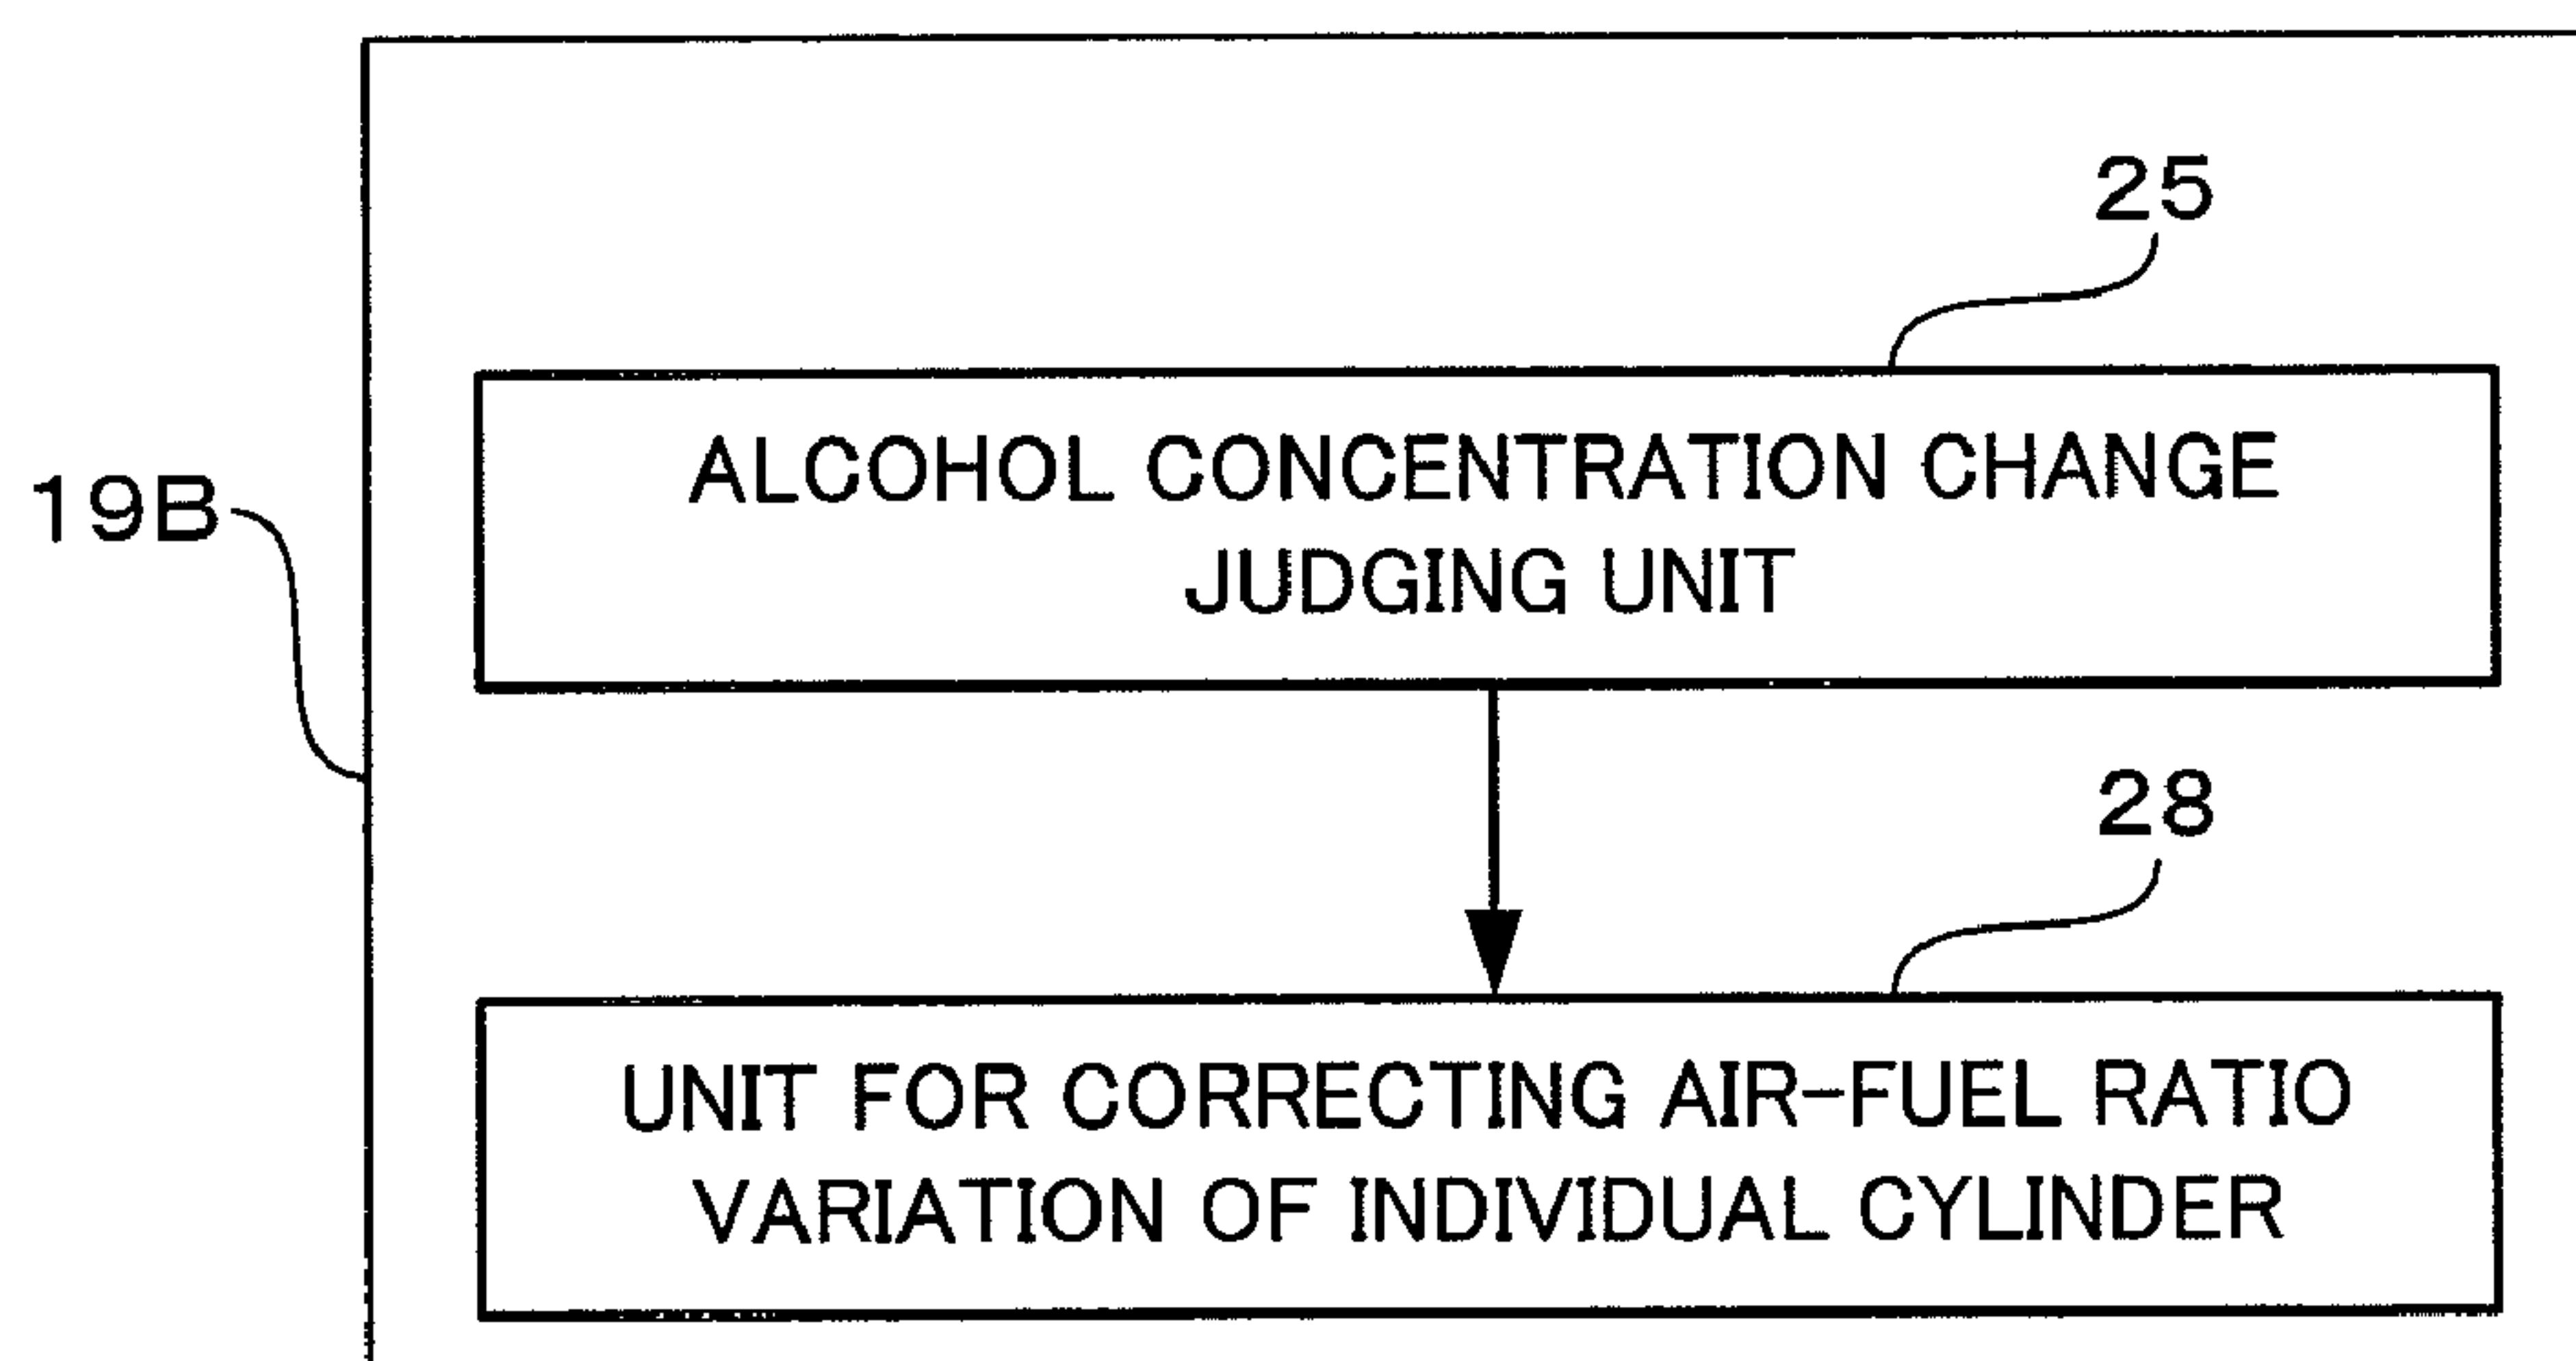 25
ALCOHOL CONCENTRATION CHANGE
JUDGING UNIT
19B
28
UNIT FOR CORRECTING AIR-FUEL RATIO
VARIATION OF INDIVIDUAL CYLINDER